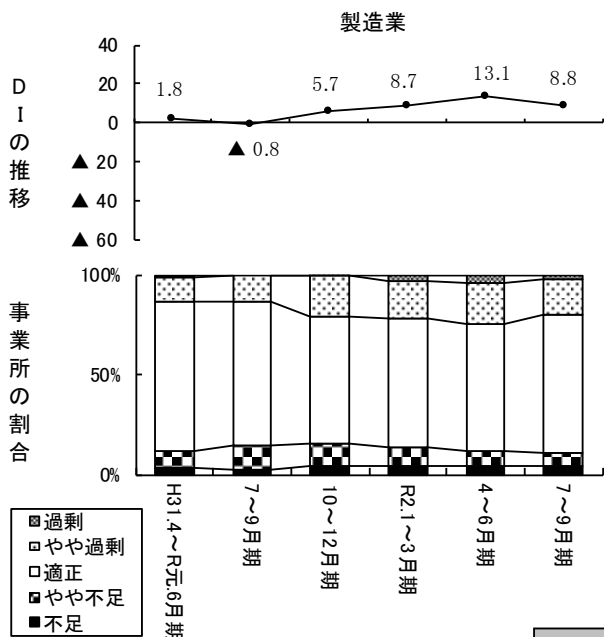 製造業
DIの推移
40
20
0
▲ 20
▲ 40
▲ 60
1.8
▲ 0.8
5.7
8.7
13.1
8.8
事業所の割合
100%
50%
0%
H31.4～R元.6月期
7～9月期
10～12月期
R2.1～3月期
4～6月期
7～9月期
過剰
やや過剰
適正
やや不足
不足